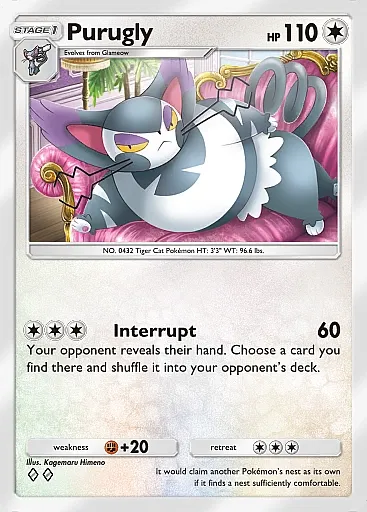 STAGE 1 Purugly HP 110
Evolves from Glameow
NO. 0432 Tiger Cat Pokémon HT: 3'3" WT: 96.6 lbs.
Interrupt 60
Your opponent reveals their hand. Choose a card you
find there and shuffle it into your opponent's deck.
weakness +20 retreat
Illus. Kagemaru Himeno
It would claim another Pokémon's nest as its own
if it finds a nest sufficiently comfortable.